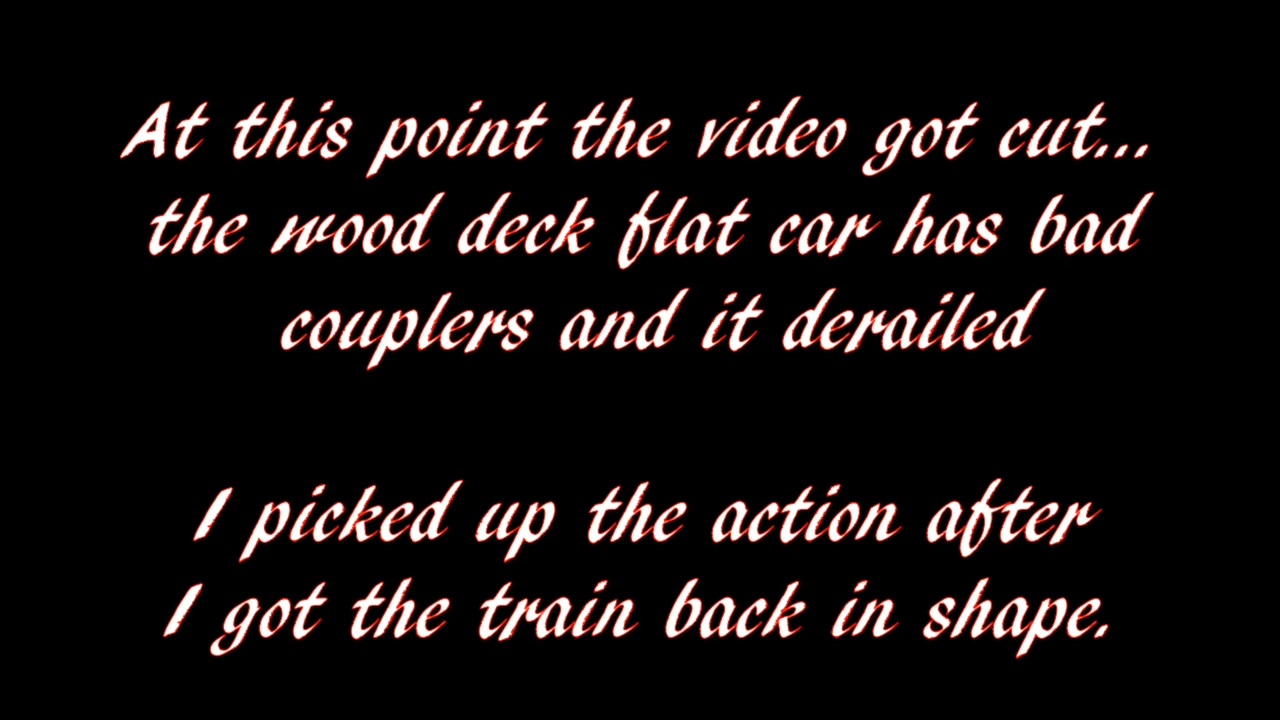 At this point the video got cut...
the wood deck flat car has bad
couplers and it derailed
I picked up the action after
I got the train back in shape.